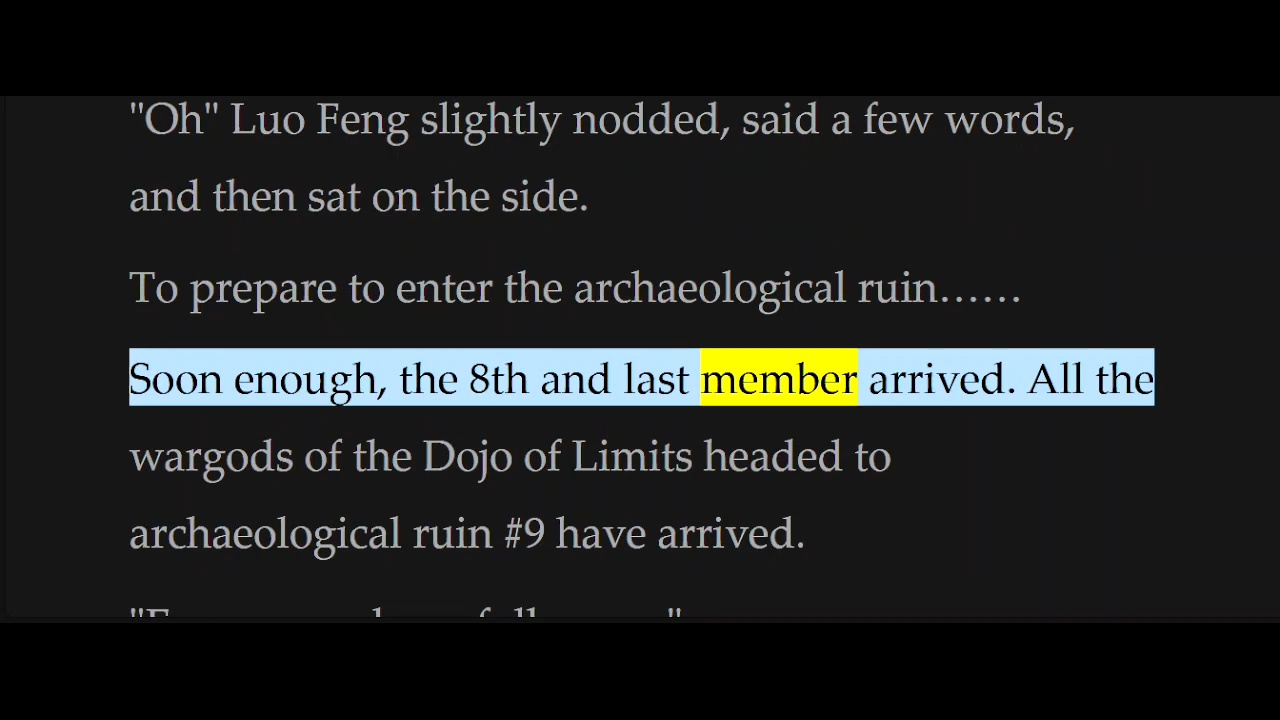 "Oh" Luo Feng slightly nodded, said a few words,
and then sat on the side.
To prepare to enter the archaeological ruin……
Soon enough, the 8th and last member arrived. All the
wargods of the Dojo of Limits headed to
archaeological ruin #9 have arrived.